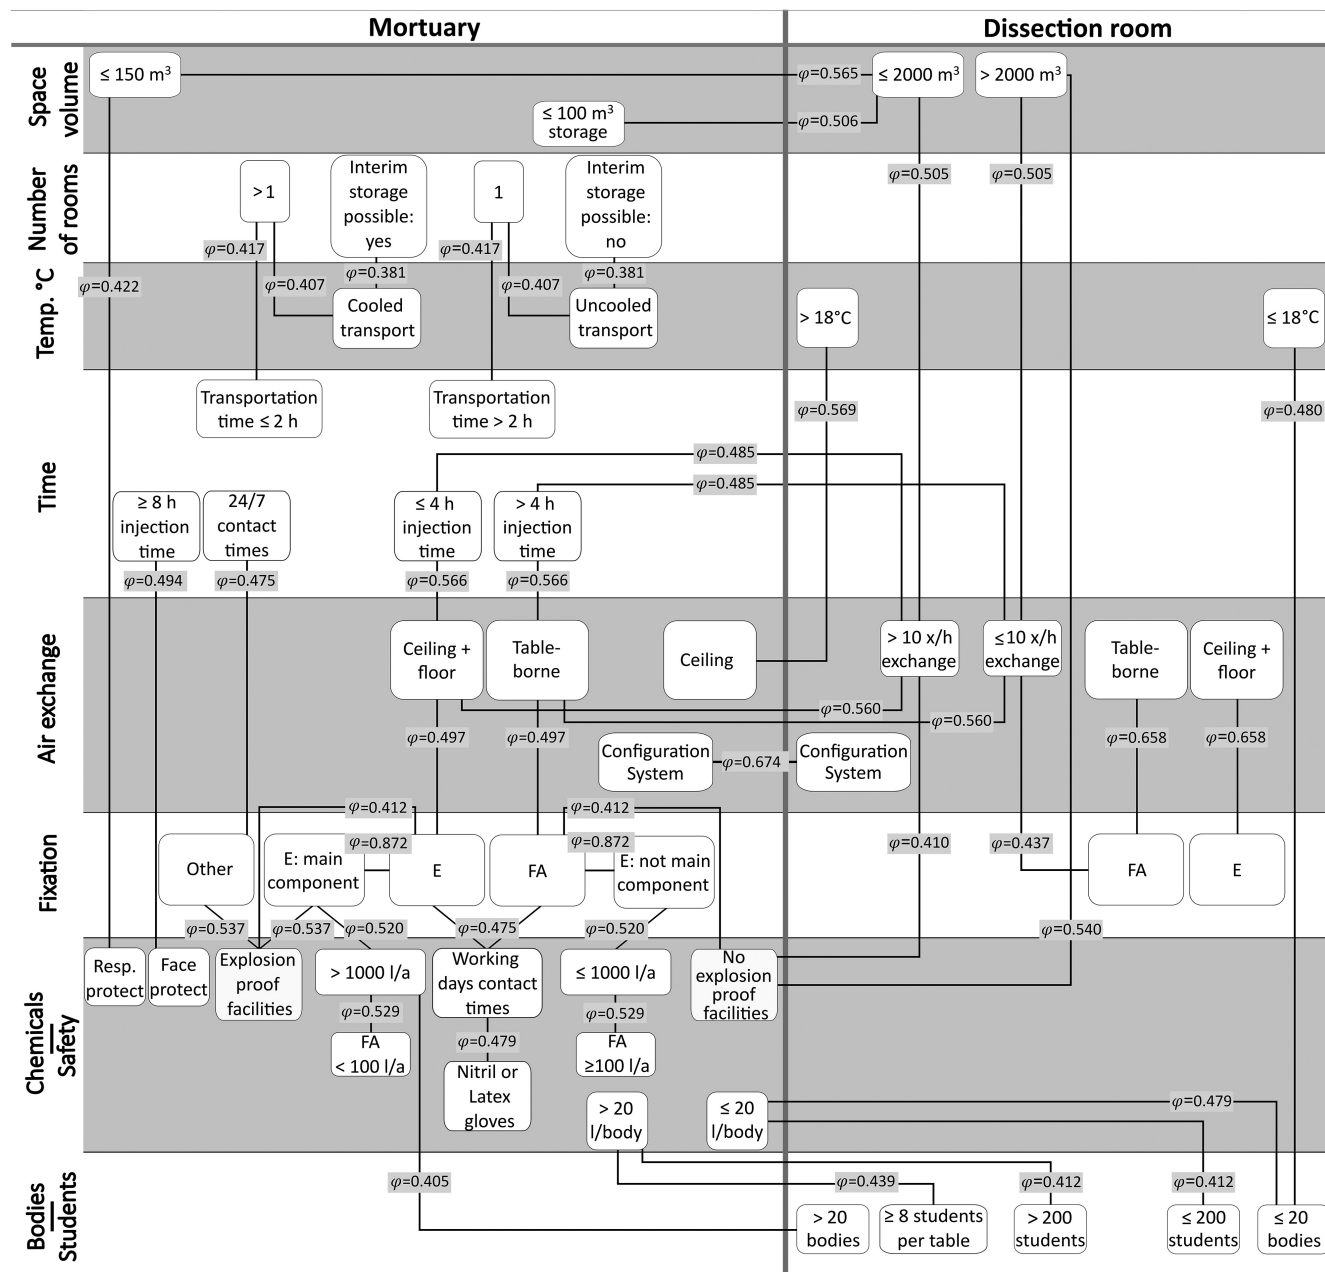 Mortuary
Dissection room
Space
volume
≤ 150 m³
φ=0.565
≤ 2000 m³
> 2000 m³
≤ 100 m³
storage
φ=0.506
Number
of rooms
> 1
Interim
storage
possible:
yes
1
Interim
storage
possible:
no
φ=0.505
φ=0.505
φ=0.417
φ=0.417
Temp. °C
φ=0.422
φ=0.407
φ=0.381
φ=0.407
φ=0.381
Cooled
transport
Uncooled
transport
> 18°C
≤ 18°C
Time
Transportation
time ≤ 2 h
Transportation
time > 2 h
φ=0.569
φ=0.480
φ=0.485
φ=0.485
≥ 8 h
injection
time
24/7
contact
times
≤ 4 h
injection
time
> 4 h
injection
time
φ=0.494
φ=0.475
φ=0.566
φ=0.566
Air exchange
Ceiling +
floor
Table-
borne
Ceiling
> 10 x/h
exchange
≤10 x/h
exchange
Table-
borne
Ceiling +
floor
φ=0.560
φ=0.560
φ=0.497
φ=0.497
φ=0.658
φ=0.658
Configuration
System
φ=0.674
Configuration
System
φ=0.412
φ=0.412
Fixation
Other
E: main
component
φ=0.872
E
FA
φ=0.872
E: not main
component
φ=0.410
φ=0.437
FA
E
φ=0.537
φ=0.537
φ=0.520
φ=0.475
φ=0.520
φ=0.540
Chemicals
Safety
Resp.
protect
Face
protect
Explosion
proof
facilities
> 1000 l/a
Working
days contact
times
≤ 1000 l/a
No
explosion
proof
facilities
φ=0.529
φ=0.479
φ=0.529
FA
< 100 l/a
FA
≥100 l/a
Nitril or
Latex
gloves
> 20
l/body
≤ 20
l/body
φ=0.479
Bodies
Students
φ=0.405
φ=0.439
φ=0.412
φ=0.412
> 20
bodies
≥ 8 students
per table
> 200
students
≤ 200
students
≤ 20
bodies